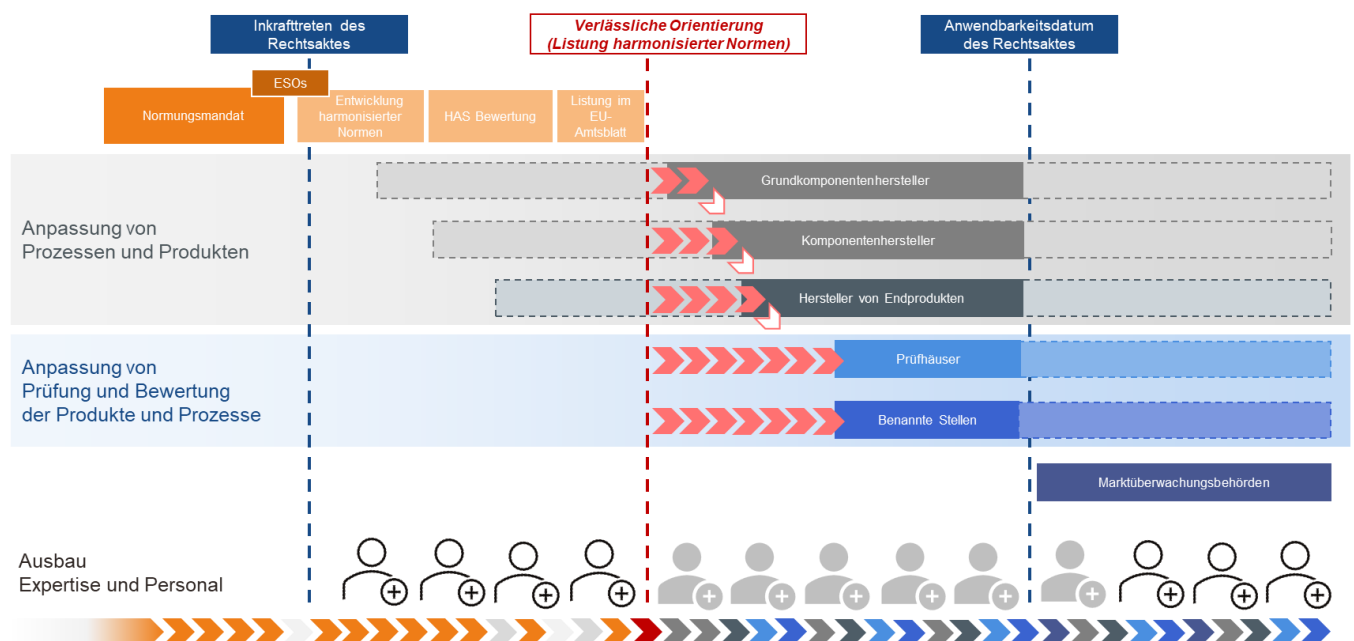 Inkrafttreten des
Rechtsaktes
Verlässliche Orientierung
(Listung harmonisierter Normen)
Anwendbarkeitsdatum
des Rechtsaktes
ESOs
Normungsmandat
Entwicklung
harmonisierter
Normen
HAS Bewertung
Listung im
EU-
Amtsblatt
Anpassung von
Prozessen und Produkten
Grundkomponentenhersteller
Komponentenhersteller
Hersteller von Endprodukten
Anpassung von
Prüfung und Bewertung
der Produkte und Prozesse
Prüfhäuser
Benannte Stellen
Marktüberwachungsbehörden
Ausbau
Expertise und Personal